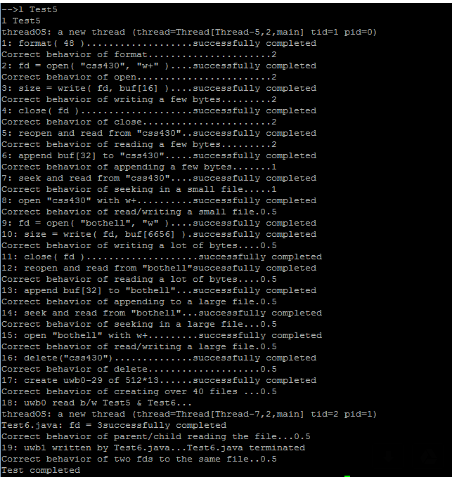 -->l Test5
l Test5
threadOS: a new thread (thread=Thread[Thread-5,2,main] tid=1 pid=0)
1: format( 48 )...................successfully completed
Correct behavior of format......................2
2: fd = open( "css430", "w+" )....successfully completed
Correct behavior of open........................2
3: size = write( fd, buf[16] )....successfully completed
Correct behavior of writing a few bytes.........2
4: close( fd )....................successfully completed
Correct behavior of close.......................2
5: reopen and read from "css430"..successfully completed
Correct behavior of reading a few bytes.........2
6: append buf[32] to "css430".....successfully completed
Correct behavior of appending a few bytes.......1
7: seek and read from "css430"....successfully completed
Correct behavior of seeking in a small file.....1
8: open "css430" with w+..........successfully completed
Correct behavior of read/writing a small file.0.5
9: fd = open( "bothell", "w" )....successfully completed
10: size = write( fd, buf[6656] ).successfully completed
Correct behavior of writing a lot of bytes....0.5
11: close( fd )....................successfully completed
12: reopen and read from "bothell"successfully completed
Correct behavior of reading a lot of bytes....0.5
13: append buf[32] to "bothell"...successfully completed
Correct behavior of appending to a large file.0.5
14: seek and read from "bothell"...successfully completed
Correct behavior of seeking in a large file...0.5
15: open "bothell" with w+.........successfully completed
Correct behavior of read/writing a large file.0.5
16: delete("css430")..............successfully completed
Correct behavior of delete....................0.5
17: create uwb0-29 of 512*13......successfully completed
Correct behavior of creating over 40 files ...0.5
18: uwb0 read b/w Test5 & Test6...
threadOS: a new thread (thread=Thread[Thread-7,2,main] tid=2 pid=1)
Test6.java: fd = 3successfully completed
Correct behavior of parent/child reading the file...0.5
19: uwb1 written by Test6.java...Test6.java terminated
Correct behavior of two fds to the same file..0.5
Test completed